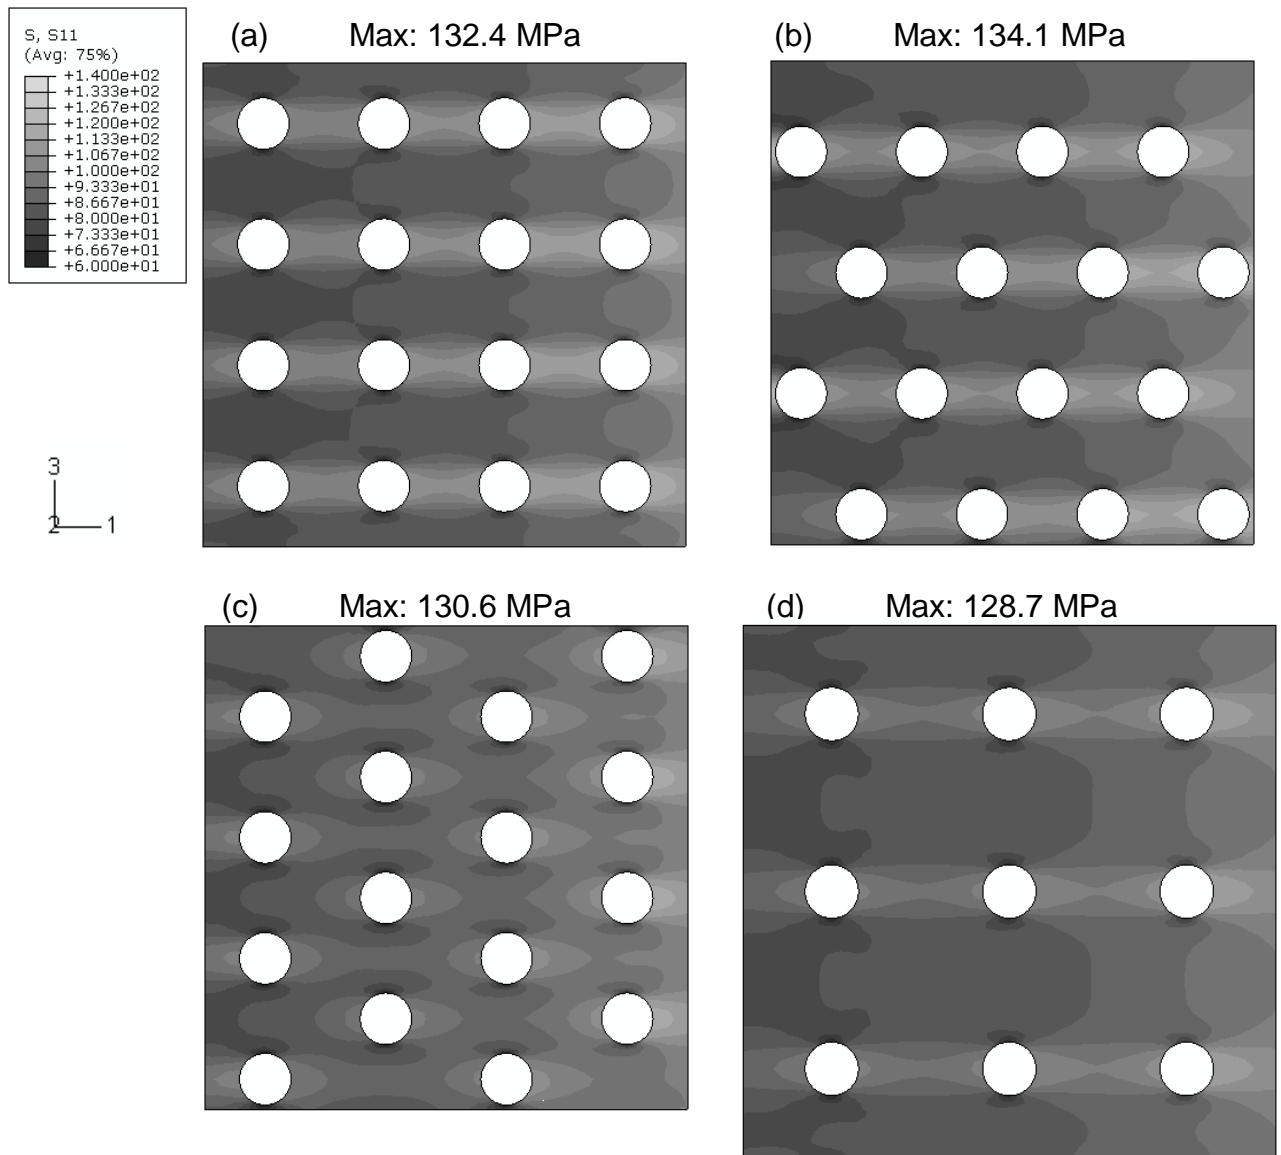 S, S11
(Avg: 75%)
+1.400e+02
+1.333e+02
+1.267e+02
+1.200e+02
+1.133e+02
+1.067e+02
+1.000e+02
+9.333e+01
+8.667e+01
+8.000e+01
+7.333e+01
+6.667e+01
+6.000e+01
(a) Max: 132.4 MPa
(b) Max: 134.1 MPa
3
2 1
(c) Max: 130.6 MPa
(d) Max: 128.7 MPa